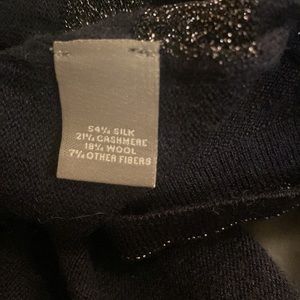 54% SILK
21% CASHMERE
18% WOOL
7% OTHER FIBERS